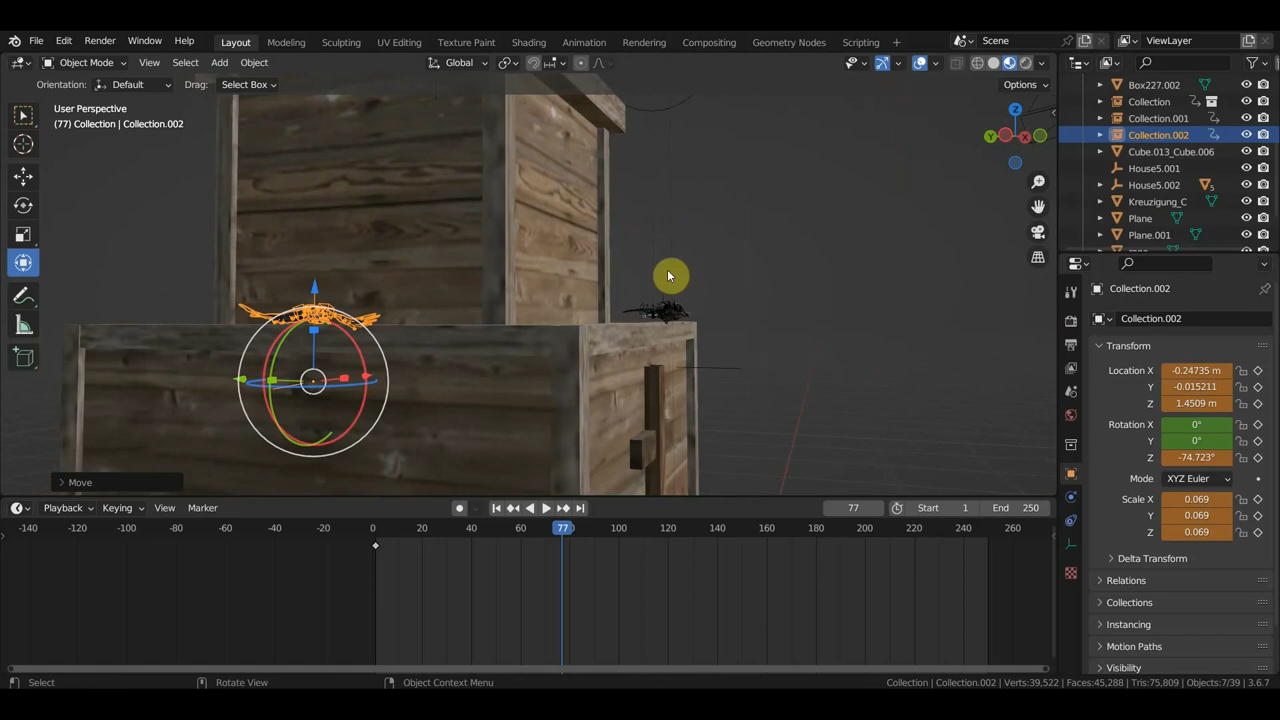 File Edit Render Window Help Layout Modeling Sculpting UV Editing Texture Paint Shading Animation Rendering Compositing Geometry Nodes Scripting + Scene ViewLayer
Object Mode View Select Add Object Global Options
Orientation: Default Drag: Select Box
User Perspective
(77) Collection | Collection.002
Z
Y X
Move
Box227.002
Collection
Collection.001
Collection.002
Cube.013_Cube.006
House5.001
House5.002 5
Kreuzigung_C
Plane
Plane.001
Collection.002
Collection.002
Transform
Location X -0.24735 m
Y -0.015211
Z 1.4509 m
Rotation X 0°
Y 0°
Z -74.723°
Mode XYZ Euler
Scale X 0.069
Y 0.069
Z 0.069
Delta Transform
Relations
Collections
Instancing
Motion Paths
Visibility
Playback Keying View Marker 77 Start 1 End 250
-140 -120 -100 -80 -60 -40 -20 0 20 40 60 77 100 120 140 160 180 200 220 240 260
Select Rotate View Object Context Menu Collection | Collection.002 | Verts:39,522 | Faces:45,288 | Tris:75,809 | Objects:7/39 | 3.6.7